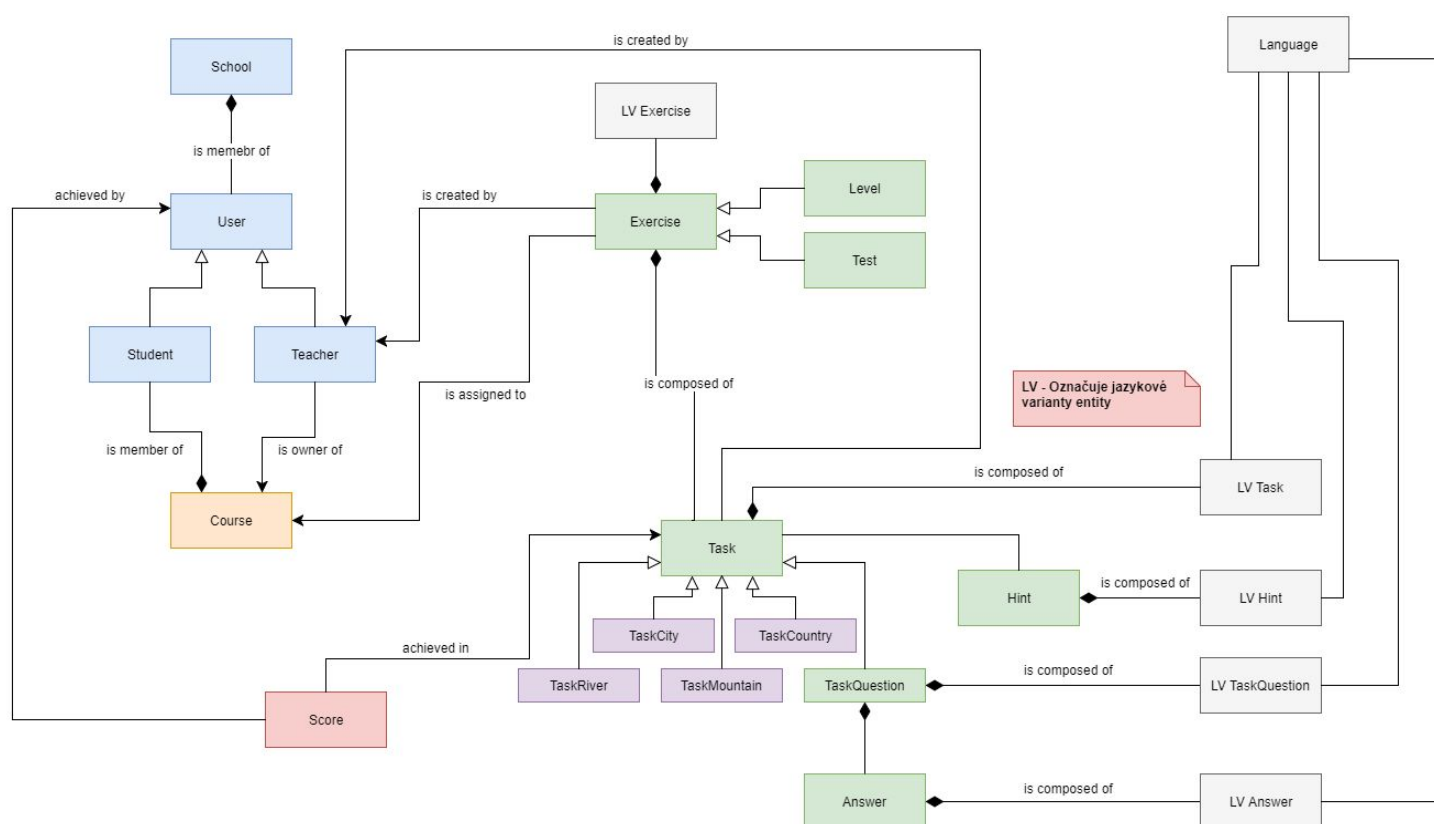 is created by
Language
School
LV Exercise
is memebr of
achieved by
is created by
Level
User
Exercise
Test
Student
Teacher
is composed of
LV - Označuje jazykové
varianty entity
is assigned to
is member of
is owner of
is composed of
LV Task
Course
Task
is composed of
Hint
LV Hint
TaskCity
TaskCountry
achieved in
is composed of
TaskRiver
TaskMountain
TaskQuestion
LV TaskQuestion
Score
is composed of
Answer
LV Answer